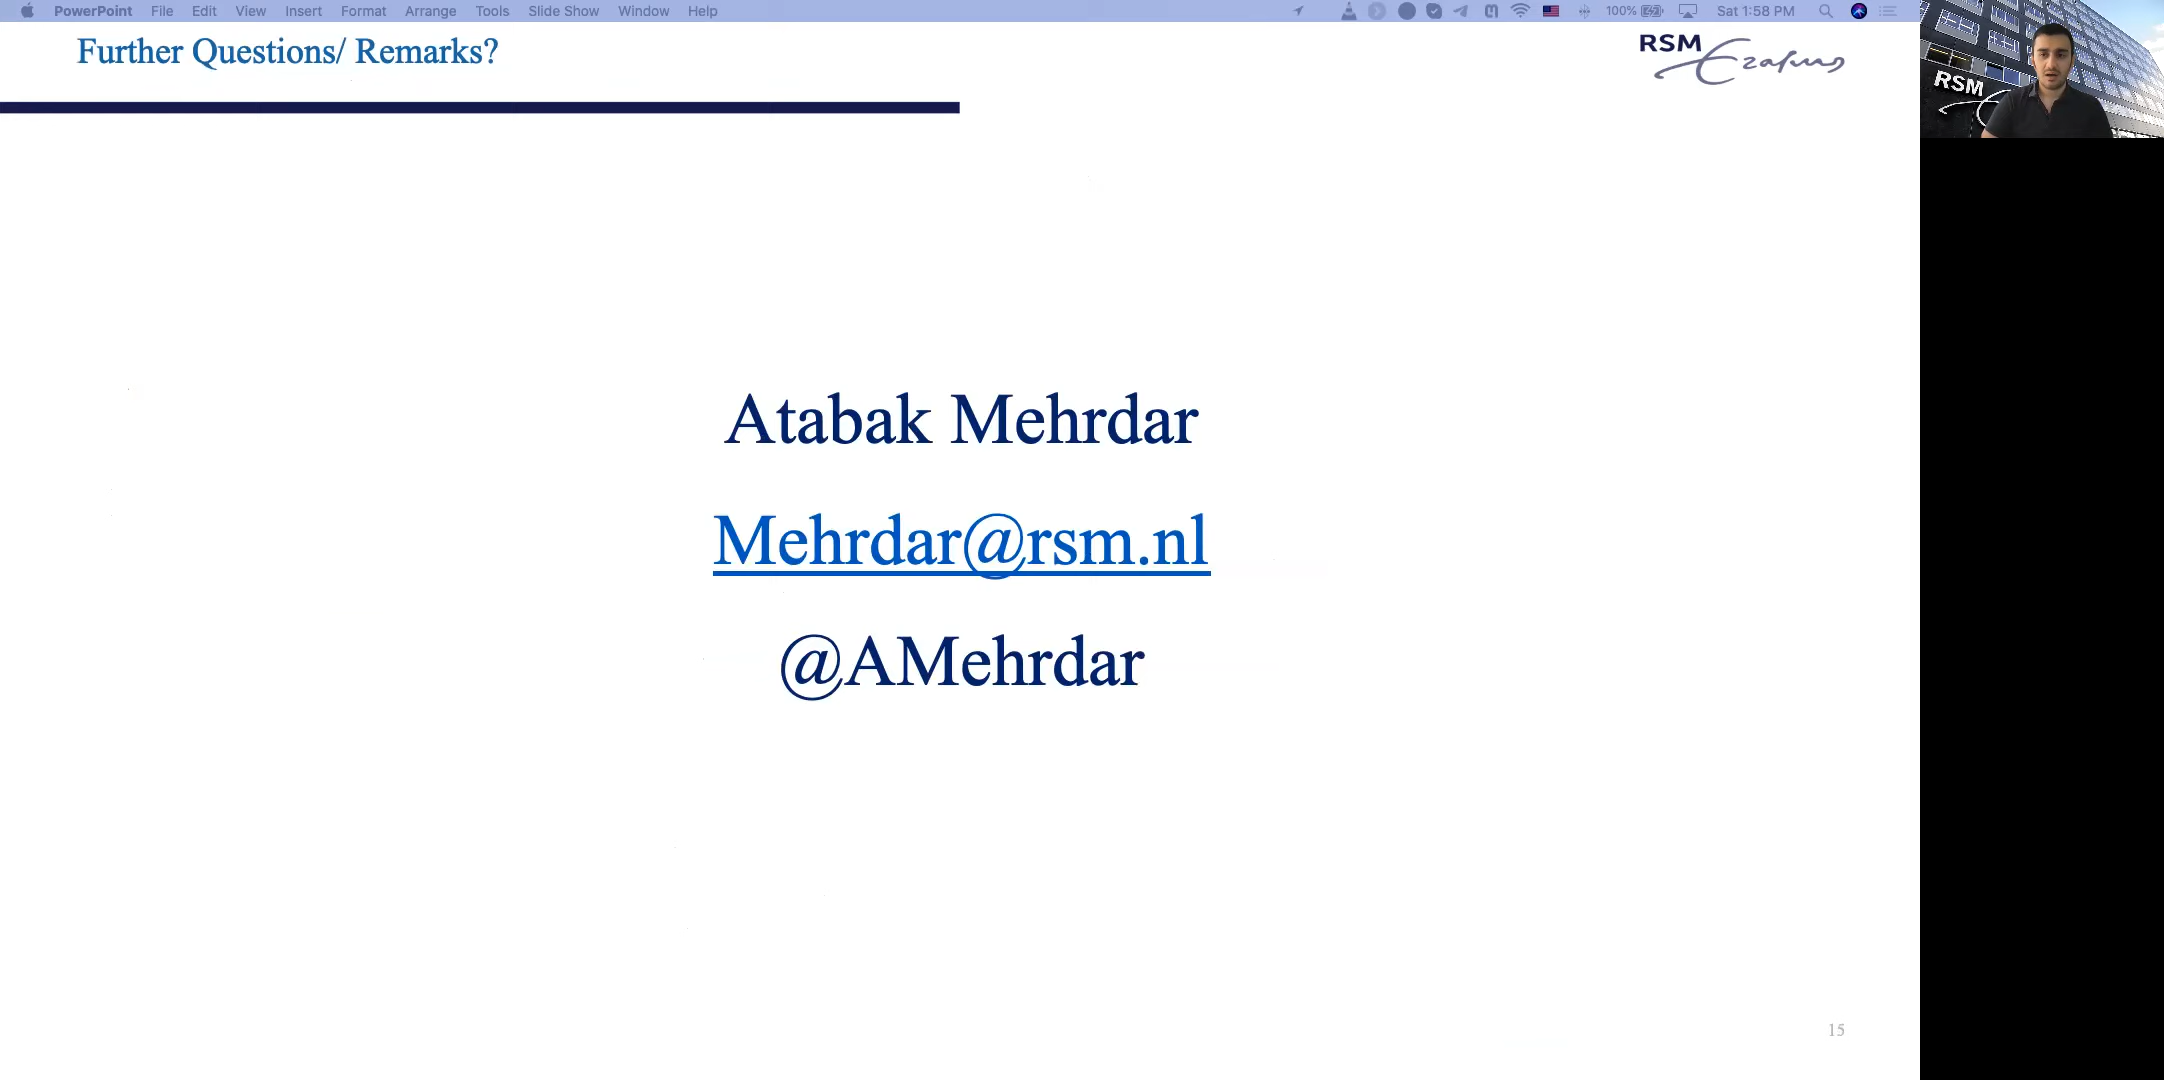 PowerPoint File Edit View Insert Format Arrange Tools Slide Show Window Help 100% Sat 1:58 PM
Further Questions/ Remarks?
RSM Erasmus
RSM
Atabak Mehrdar
Mehrdar@rsm.nl
@AMehrdar
15